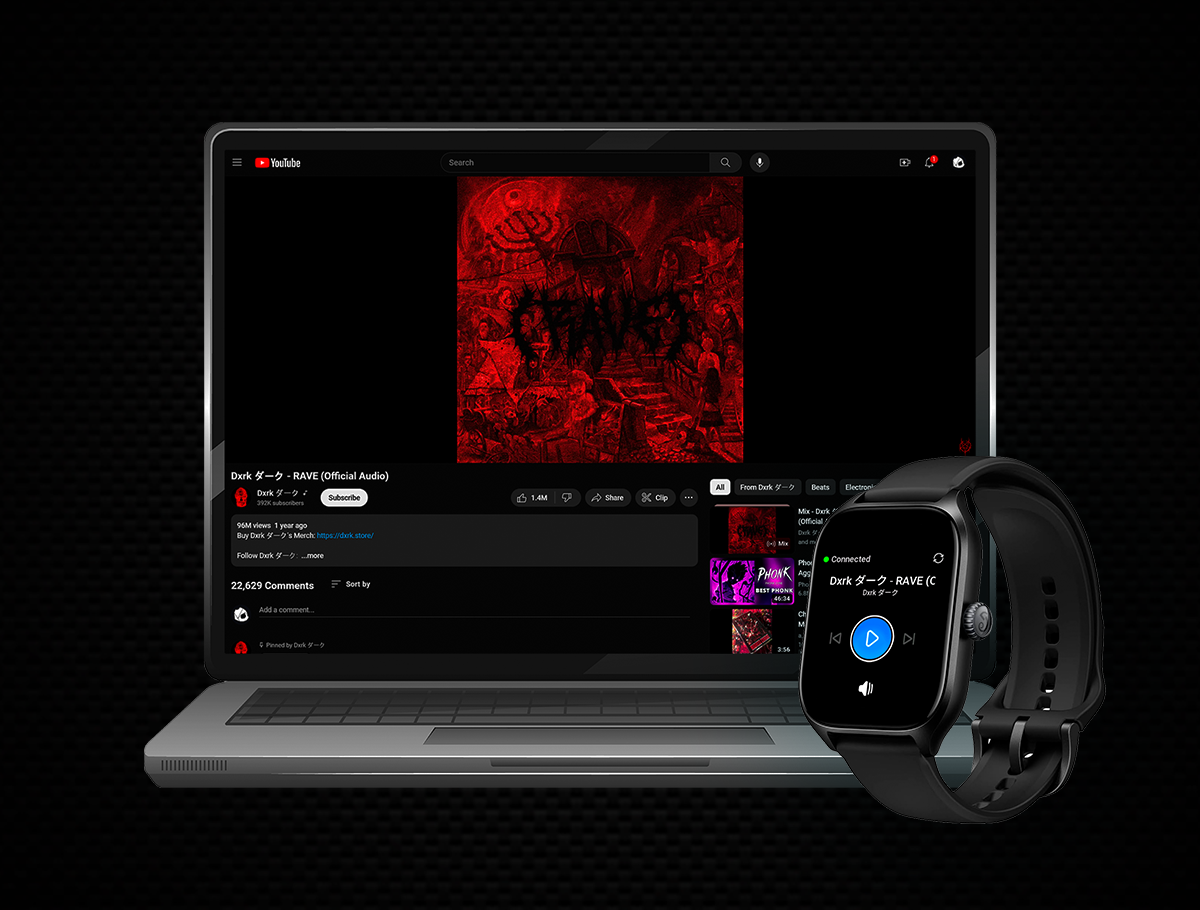 YouTube
Search
1
RAVE
Dxrk ダーク - RAVE (Official Audio)
Dxrk ダーク
392K subscribers
Subscribe
1.4M
Share
Clip
...
96M views 1 year ago
Buy Dxrk ダーク`s Merch: https://dxrk.store/
Follow Dxrk ダーク: ...more
22,629 Comments
Sort by
Add a comment...
Pinned by Dxrk ダーク
All
From Dxrk ダーク
Beats
Mix - Dxrk
(Official
Mix
PHONK
BEST PHONK
46:34
3:56
Connected
Dxrk ダーク - RAVE (C
Dxrk ダーク